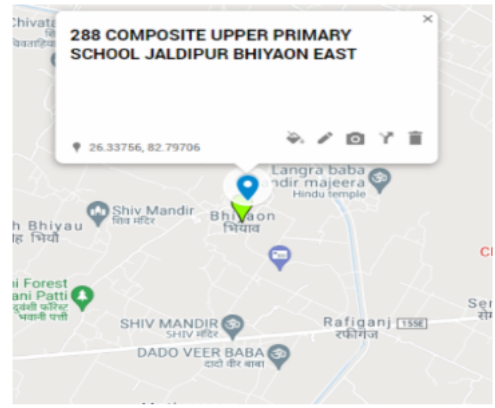 288 COMPOSITE UPPER PRIMARY
SCHOOL JALDIPUR BHIYAON EAST
26.33756, 82.79706
Langra baba
ndir majeera
Hindu temple
Shiv Mandir
शिव मंदिर
भियाव
h Bhiyau
ह भियौ
i Forest
ani Patti
भवानी पत्ती
SHIV MANDIR
SHIV मंदिर
Rafiganj
रफीगंज
DADO VEER BABA
दादो वीर बाबा